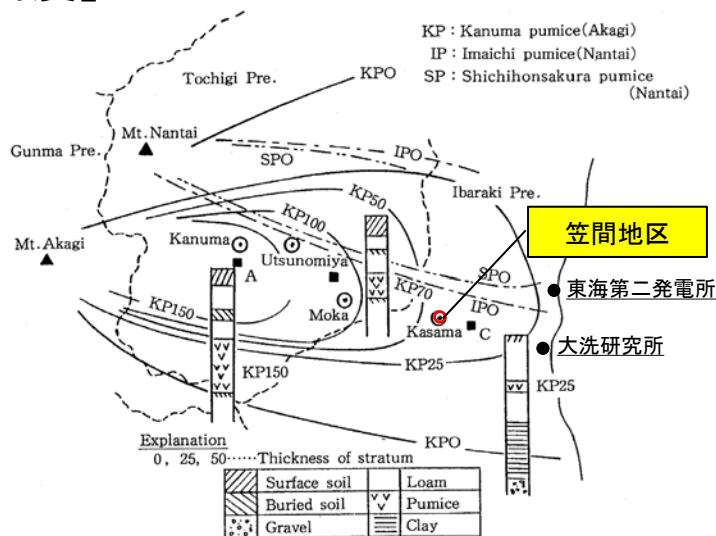 KP : Kanuma pumice(Akagi)
IP : Imaichi pumice(Nantai)
SP : Shichihonsakura pumice
(Nantai)
Tochigi Pre.
KPO
Mt.Nantai
Gunma Pre.
SPO
IPO
Ibaraki Pre.
KP50
KP100
笠間地区
Kanuma
Utsunomiya
Mt.Akagi
A
SPO
KP70
東海第二発電所
IPO
KP150
Moka
Kasama
C
大洗研究所
KP25
KP150
KP25
KPO
Explanation
0, 25, 50······Thickness of stratum
Surface soil
Loam
Buried soil
Pumice
Gravel
Clay